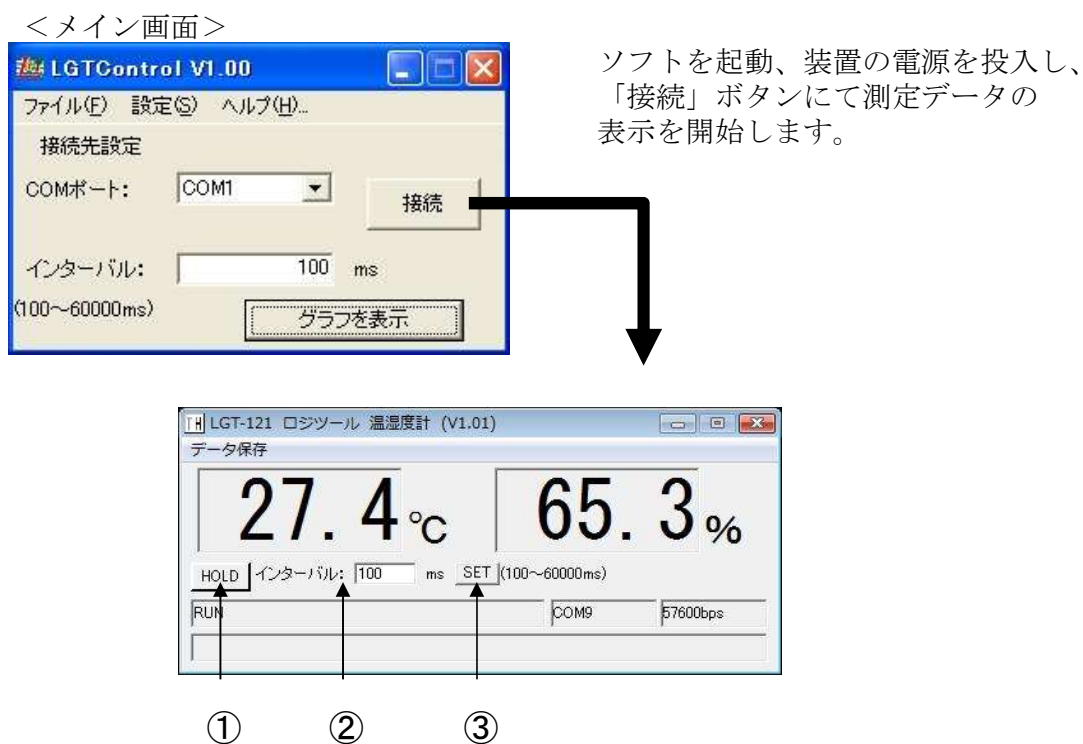 ＜メイン画面＞
LGTControl V1.00
ファイル(F) 設定(S) ヘルプ(H)...
接続先設定
COMポート: COM1
接続
インターバル: 100 ms
(100～60000ms)
グラフを表示
ソフトを起動、装置の電源を投入し、
「接続」ボタンにて測定データの
表示を開始します。
TH LGT-121 ロジツール 温湿度計 (V1.01)
データ保存
27.4 ℃ 65.3 %
HOLD インターバル: 100 ms SET (100～60000ms)
RUN COM9 57600bps
① ② ③